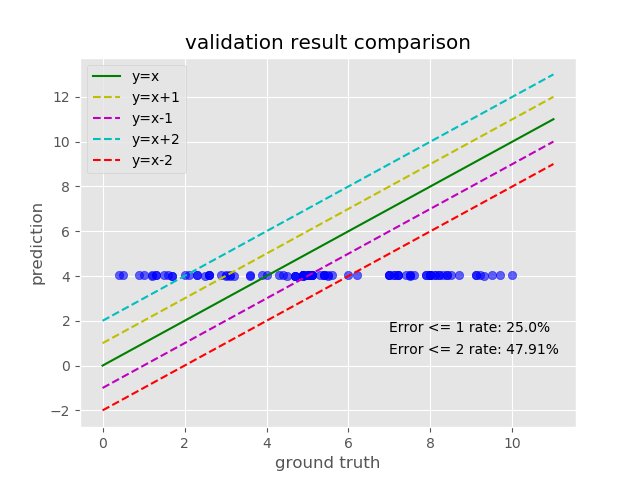 validation result comparison
y=x
y=x+1
y=x-1
y=x+2
y=x-2
12
10
8
6
4
2
0
−2
prediction
Error <= 1 rate: 25.0%
Error <= 2 rate: 47.91%
0 2 4 6 8 10
ground truth